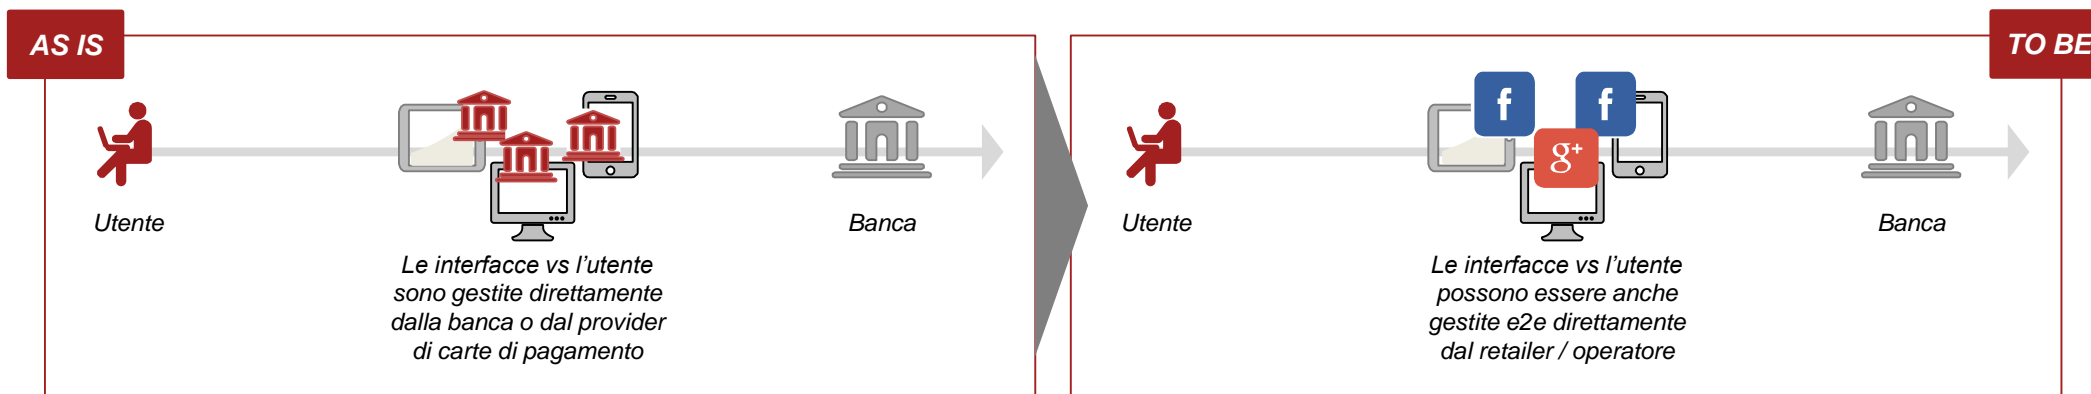 AS IS
Utente
Banca
Le interfacce vs l’utente
sono gestite direttamente
dalla banca o dal provider
di carte di pagamento
TO BE
f
f
g+
Utente
Banca
Le interfacce vs l’utente
possono essere anche
gestite e2e direttamente
dal retailer / operatore